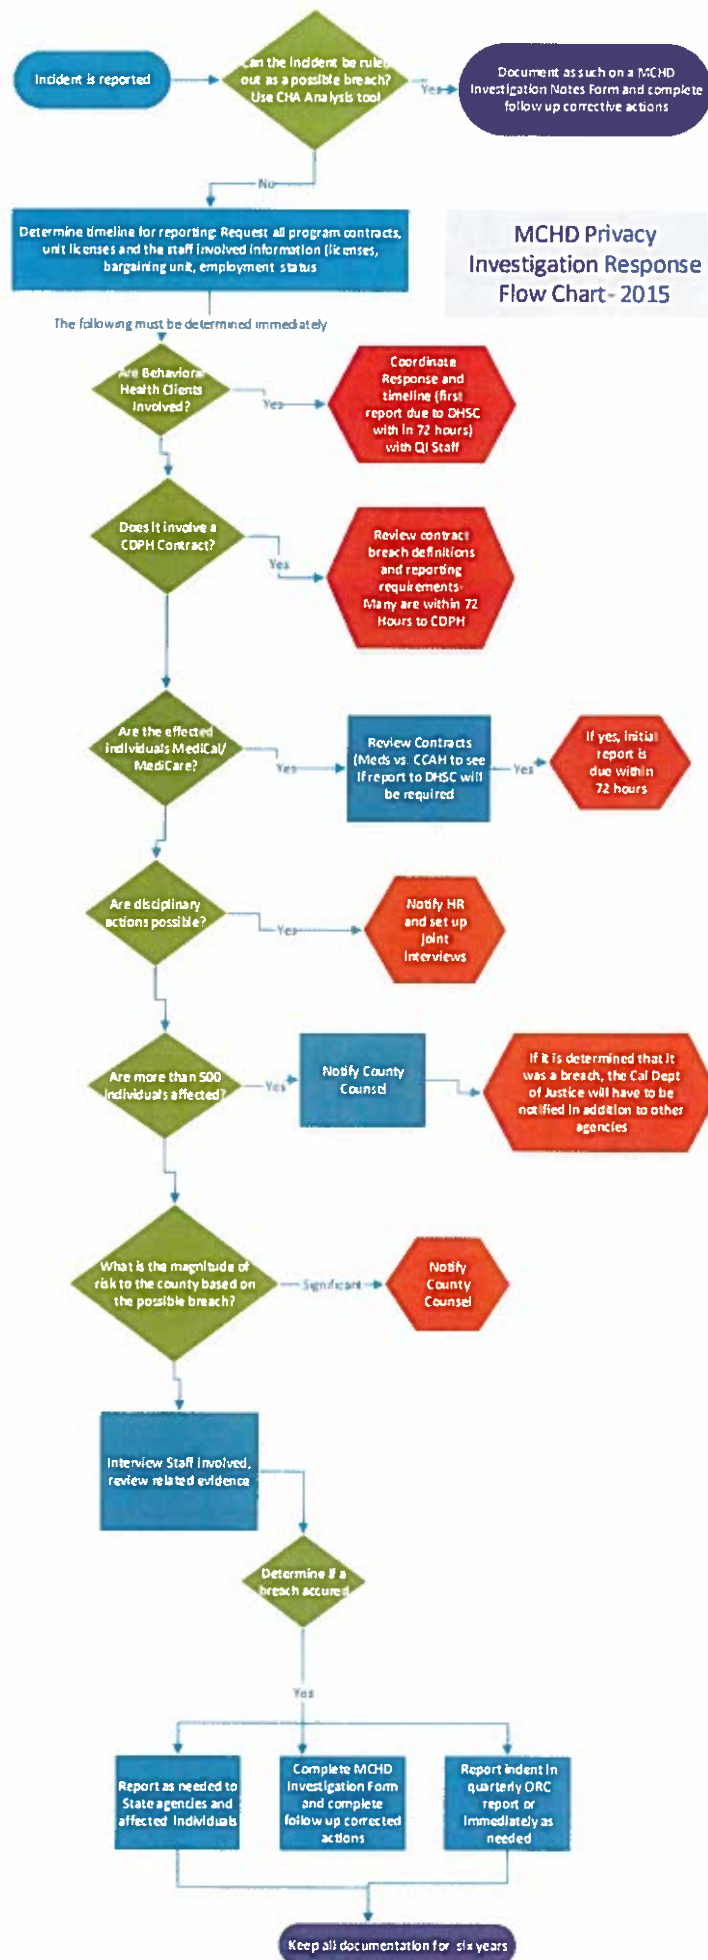 Incident is reported
Can the incident be ruled
out as a possible breach?
Use CHA Analysis tool
Yes
Document as such on a MCHD
Investigation Notes Form and complete
follow up corrective actions
No
Determine timeline for reporting: Request all program contracts,
unit licenses and the staff involved information (licenses,
bargaining unit, employment status
MCHD Privacy
Investigation Response
Flow Chart- 2015
The following must be determined immediately
Are Behavioral
Health Clients
Involved?
Yes
Coordinate
Response and
timeline (first
report due to DHSC
with in 72 hours)
with QI Staff
Does it involve a
CDPH Contract?
Yes
Review contract
breach definitions
and reporting
requirements-
Many are within 72
Hours to CDPH
Are the effected
individuals MediCal/
MediCare?
Yes
Review Contracts
(Meds vs. CCAH to see
if report to DHSC will
be required
Yes
If yes, initial
report is
due within
72 hours
Are disciplinary
actions possible?
Yes
Notify HR
and set up
Joint
Interviews
Are more than 500
individuals affected?
Yes
Notify County
Counsel
If it is determined that it
was a breach, the Cal Dept
of Justice will have to be
notified in addition to other
agencies
What is the magnitude of
risk to the county based on
the possible breach?
Significant
Notify
County
Counsel
Interview Staff involved,
review related evidence
Determine if a
breach accured
Yes
Report as needed to
State agencies and
affected individuals
Complete MCHD
Investigation Form
and complete
follow up corrected
actions
Report indent in
quarterly ORC
report or
immediately as
needed
Keep all documentation for six years